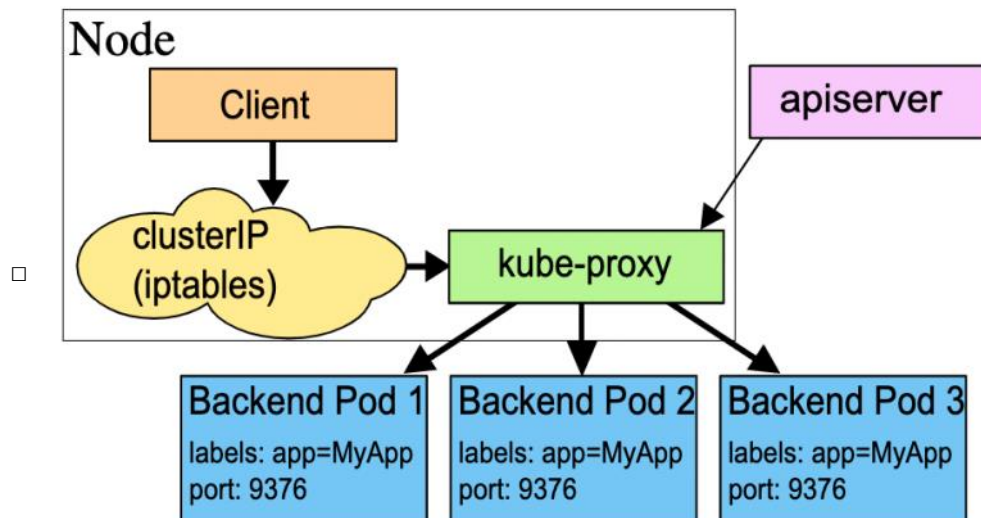 Node
Client
apiserver
clusterIP
(iptables)
kube-proxy
Backend Pod 1
labels: app=MyApp
port: 9376
Backend Pod 2
labels: app=MyApp
port: 9376
Backend Pod 3
labels: app=MyApp
port: 9376